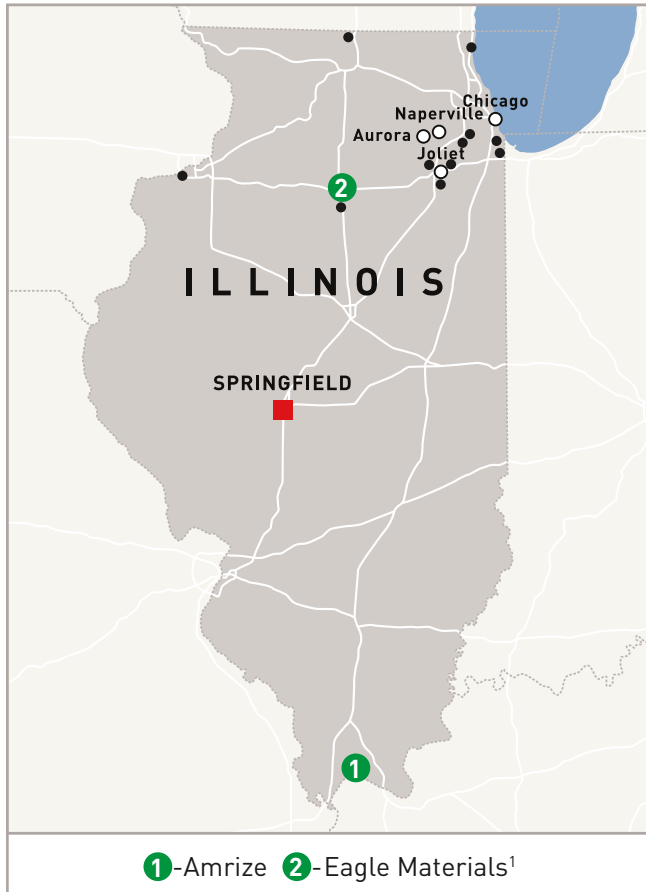 Chicago
Naperville
Aurora
Joliet
2
ILLINOIS
SPRINGFIELD
1
1-Amrize 2-Eagle Materials¹